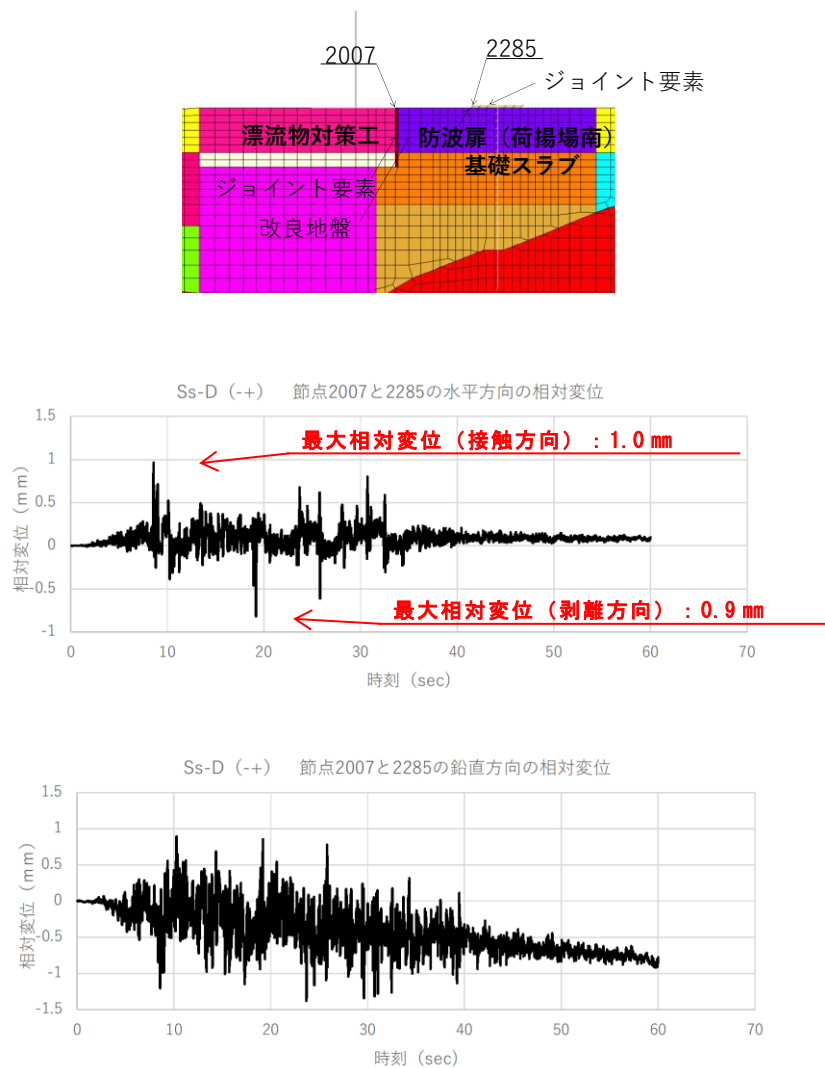 2007
2285
ジョイント要素
漂流物対策工
防波扉（荷揚場南）
基礎スラブ
ジョイント要素
改良地盤
Ss-D（-+）　節点2007と2285の水平方向の相対変位
最大相対変位（接触方向）：1.0㎜
最大相対変位（剥離方向）：0.9㎜
相対変位（mm）
1.5
1
0.5
0
-0.5
-1
0 10 20 30 40 50 60 70
時刻（sec）
Ss-D（-+）　節点2007と2285の鉛直方向の相対変位
相対変位（mm）
1.5
1
0.5
0
-0.5
-1
-1.5
0 10 20 30 40 50 60 70
時刻（sec）